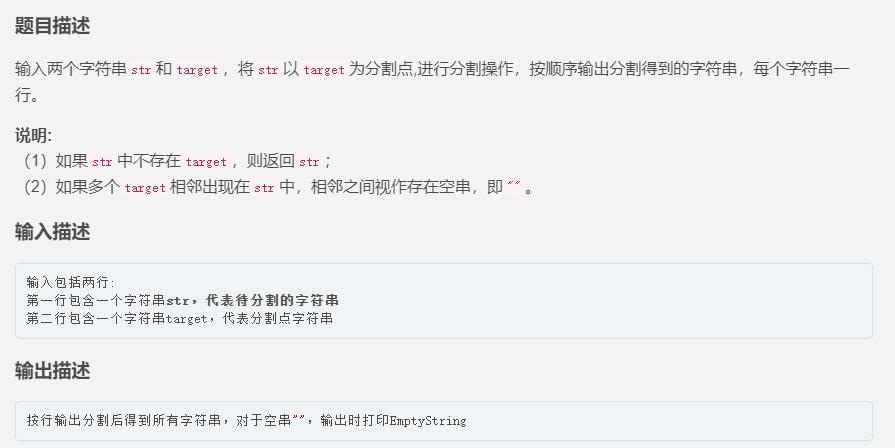 题目描述
输入两个字符串 str 和 target ，将 str 以 target 为分割点,进行分割操作，按顺序输出分割得到的字符串，每个字符串一
行。
说明:
（1）如果 str 中不存在 target ，则返回 str ；
（2）如果多个 target 相邻出现在 str 中，相邻之间视作存在空串，即 "" 。
输入描述
输入包括两行:
第一行包含一个字符串str，代表待分割的字符串
第二行包含一个字符串target，代表分割点字符串
输出描述
按行输出分割后得到所有字符串，对于空串""，输出时打印EmptyString